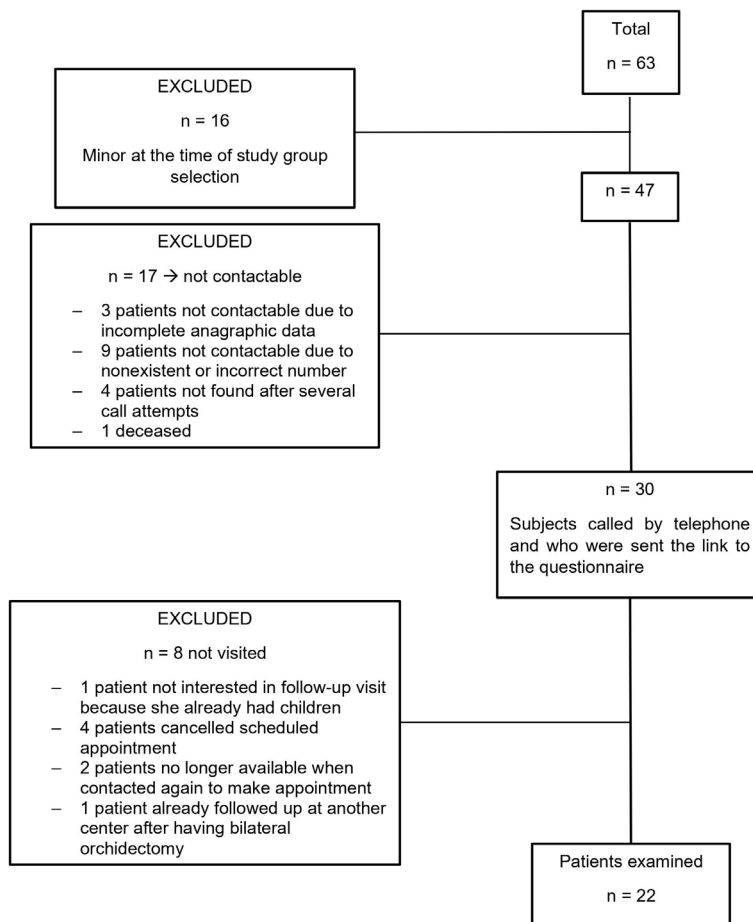 Total
n = 63
EXCLUDED
n = 16
Minor at the time of study group
selection
n = 47
EXCLUDED
n = 17 → not contactable
– 3 patients not contactable due to
incomplete anagraphic data
– 9 patients not contactable due to
nonexistent or incorrect number
– 4 patients not found after several
call attempts
– 1 deceased
n = 30
Subjects called by telephone
and who were sent the link to
the questionnaire
EXCLUDED
n = 8 not visited
– 1 patient not interested in follow-up visit
because she already had children
– 4 patients cancelled scheduled
appointment
– 2 patients no longer available when
contacted again to make appointment
– 1 patient already followed up at another
center after having bilateral
orchidectomy
Patients examined
n = 22